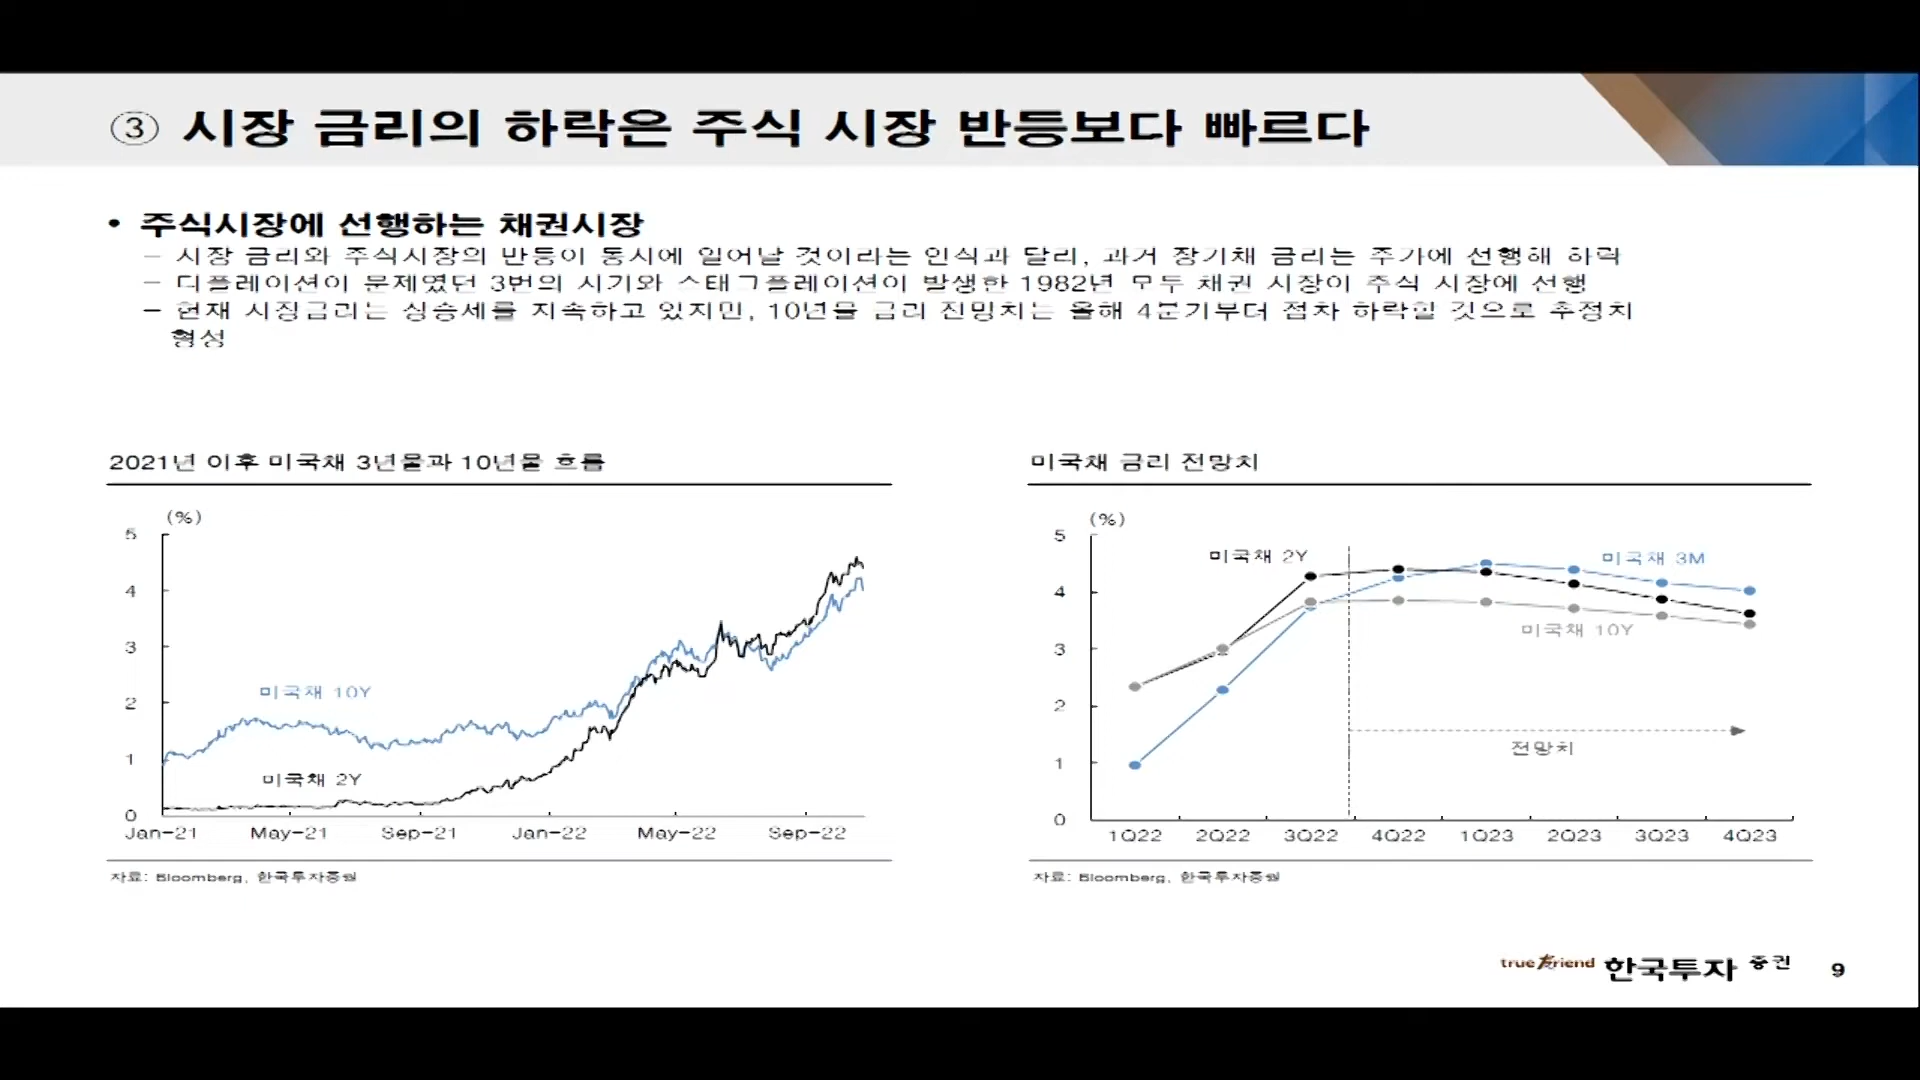 ③ 시장 금리의 하락은 주식 시장 반등보다 빠르다
• 주식시장에 선행하는 채권시장
– 시장 금리와 주식시장의 반등이 동시에 일어날 것이라는 인식과 달리, 과거 장기채 금리는 주가에 선행해 하락
– 디플레이션이 문제였던 3번의 시기와 스태그플레이션이 발생한 1982년 모두 채권 시장이 주식 시장에 선행
– 현재 시장금리는 상승세를 지속하고 있지만, 10년물 금리 전망치는 올해 4분기부터 점차 하락할 것으로 추정치
형성
2021년 이후 미국채 3년물과 10년물 흐름
(%)
5
4
3
2
1
0
미국채 10Y
미국채 2Y
Jan-21 May-21 Sep-21 Jan-22 May-22 Sep-22
자료: Bloomberg, 한국투자증권
미국채 금리 전망치
(%)
5
4
3
2
1
0
미국채 2Y
미국채 3M
미국채 10Y
전망치
1Q22 2Q22 3Q22 4Q22 1Q23 2Q23 3Q23 4Q23
자료: Bloomberg, 한국투자증권
true friend 한국투자 증권 9